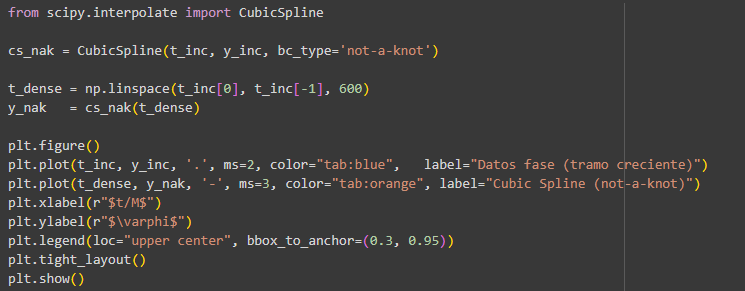 from scipy.interpolate import CubicSpline

cs_nak = CubicSpline(t_inc, y_inc, bc_type='not-a-knot')

t_dense = np.linspace(t_inc[0], t_inc[-1], 600)
y_nak   = cs_nak(t_dense)

plt.figure()
plt.plot(t_inc, y_inc, '.', ms=2, color="tab:blue",   label="Datos fase (tramo creciente)")
plt.plot(t_dense, y_nak, '-', ms=3, color="tab:orange", label="Cubic Spline (not-a-knot)")
plt.xlabel(r"$t/M$")
plt.ylabel(r"$\varphi$")
plt.legend(loc="upper center", bbox_to_anchor=(0.3, 0.95))
plt.tight_layout()
plt.show()